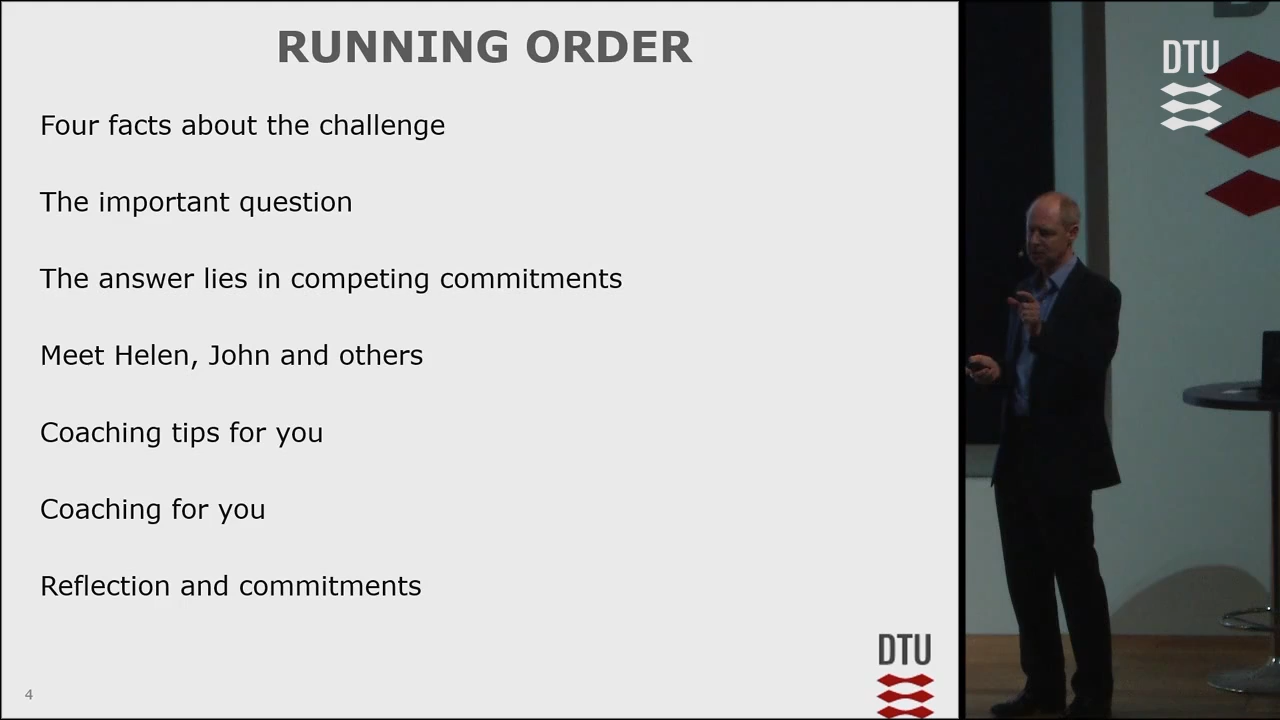 RUNNING ORDER
Four facts about the challenge
The important question
The answer lies in competing commitments
Meet Helen, John and others
Coaching tips for you
Coaching for you
Reflection and commitments
4
DTU
DTU